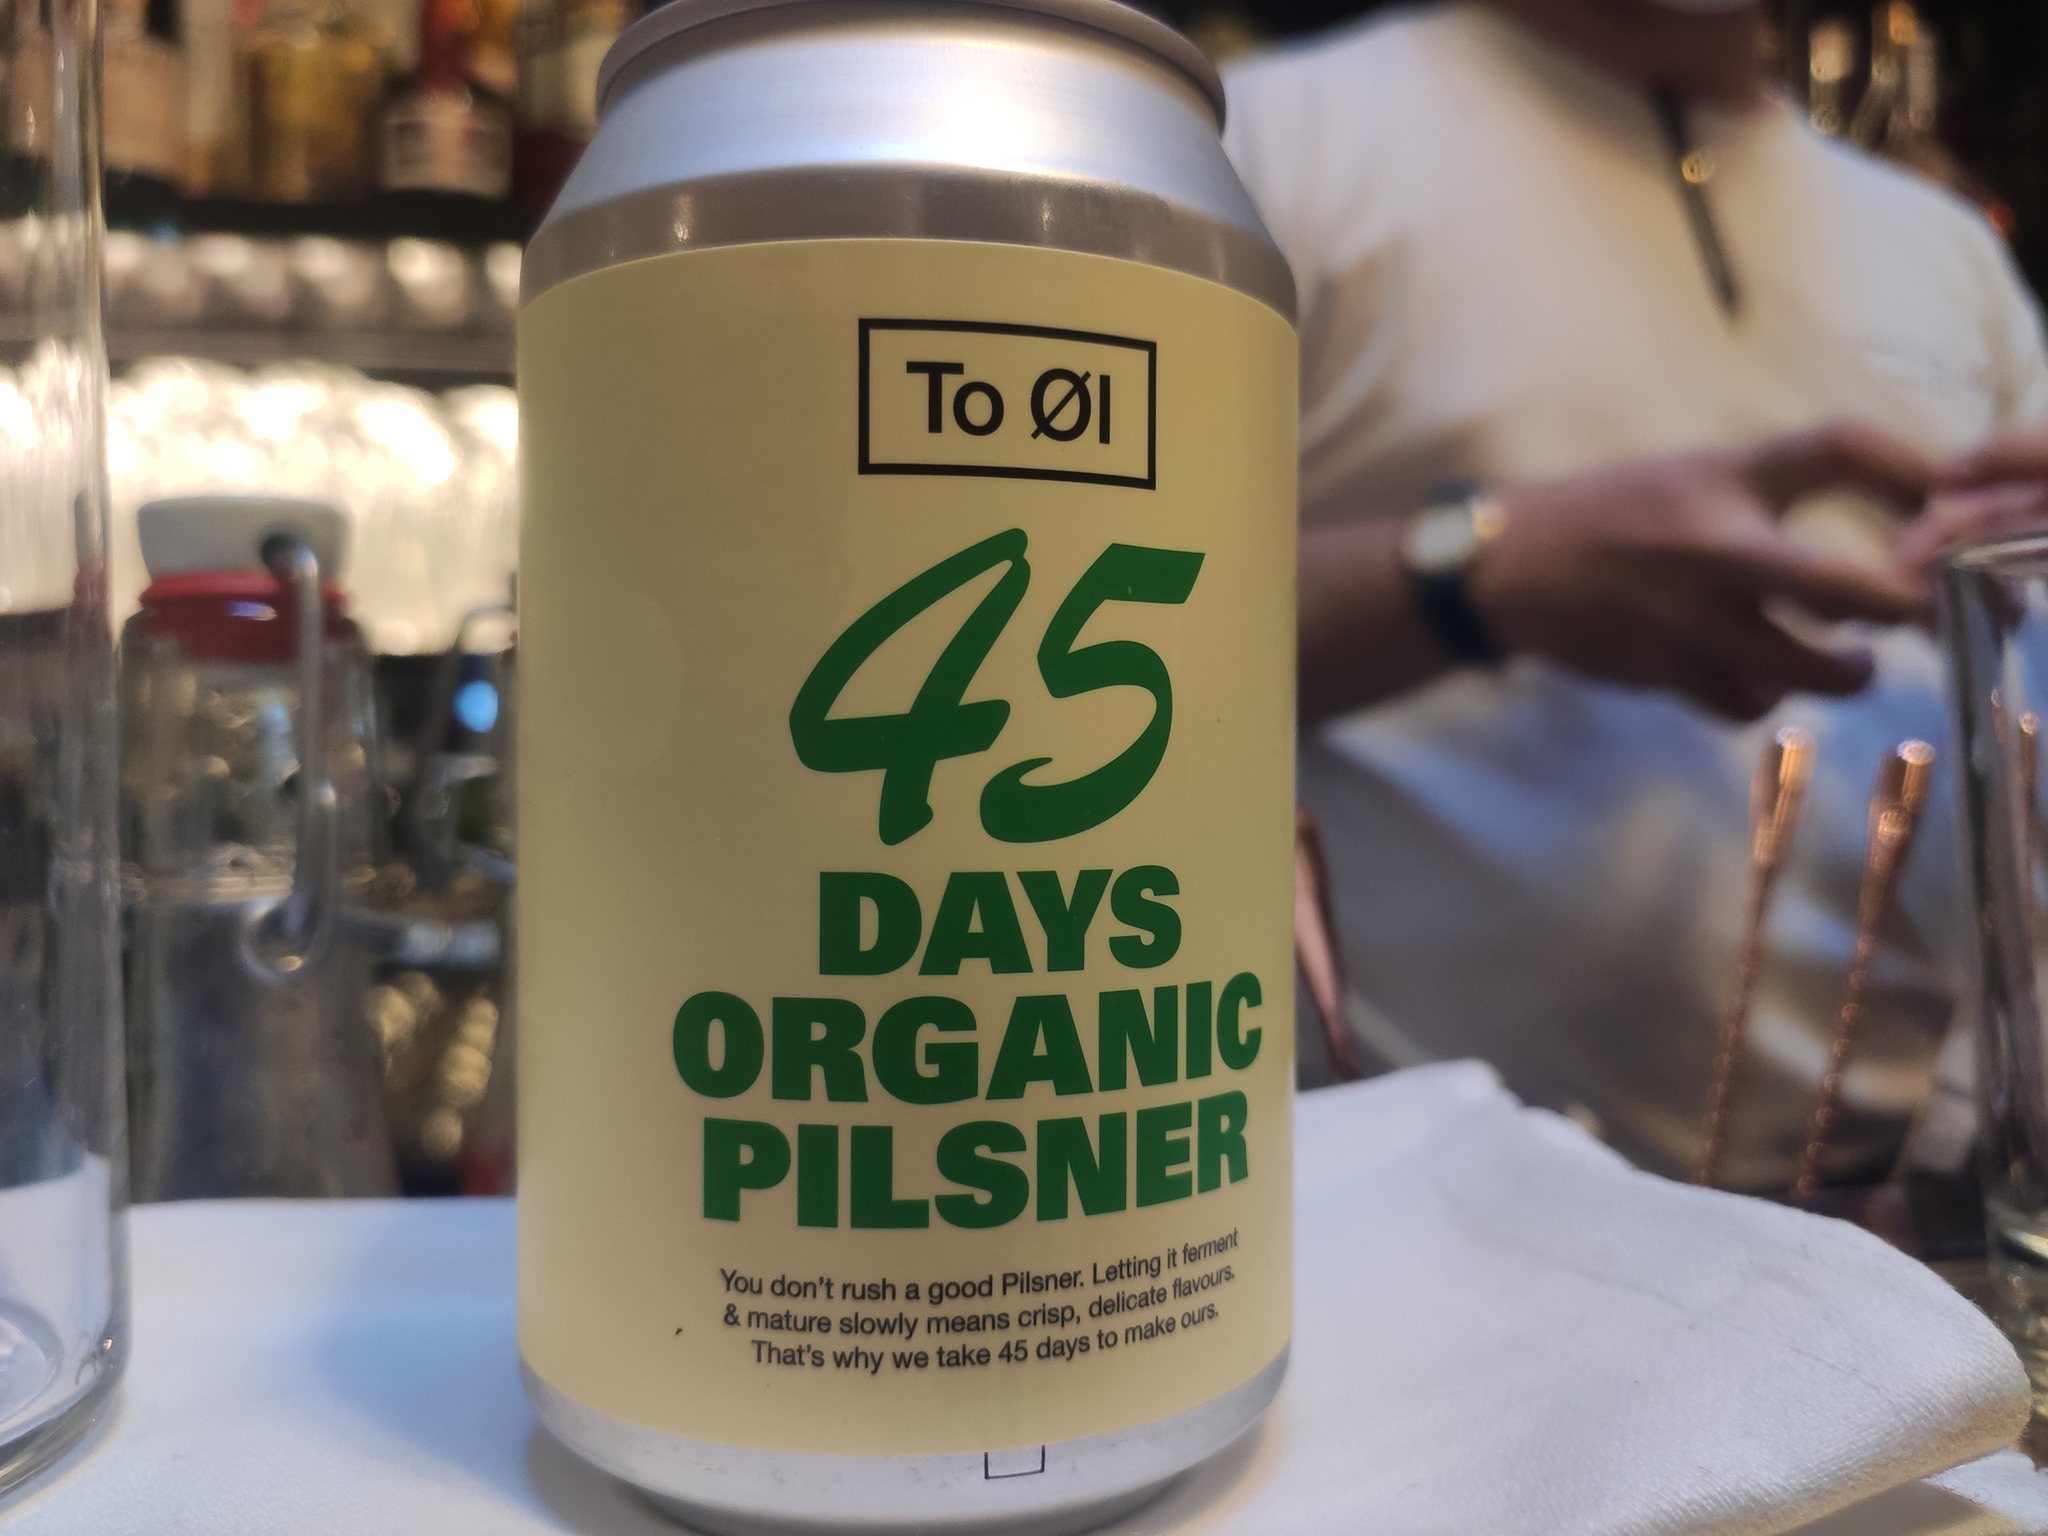 To Øl
45
DAYS
ORGANIC
PILSNER
You don't rush a good Pilsner. Letting it ferment
& mature slowly means crisp, delicate flavours.
That's why we take 45 days to make ours.